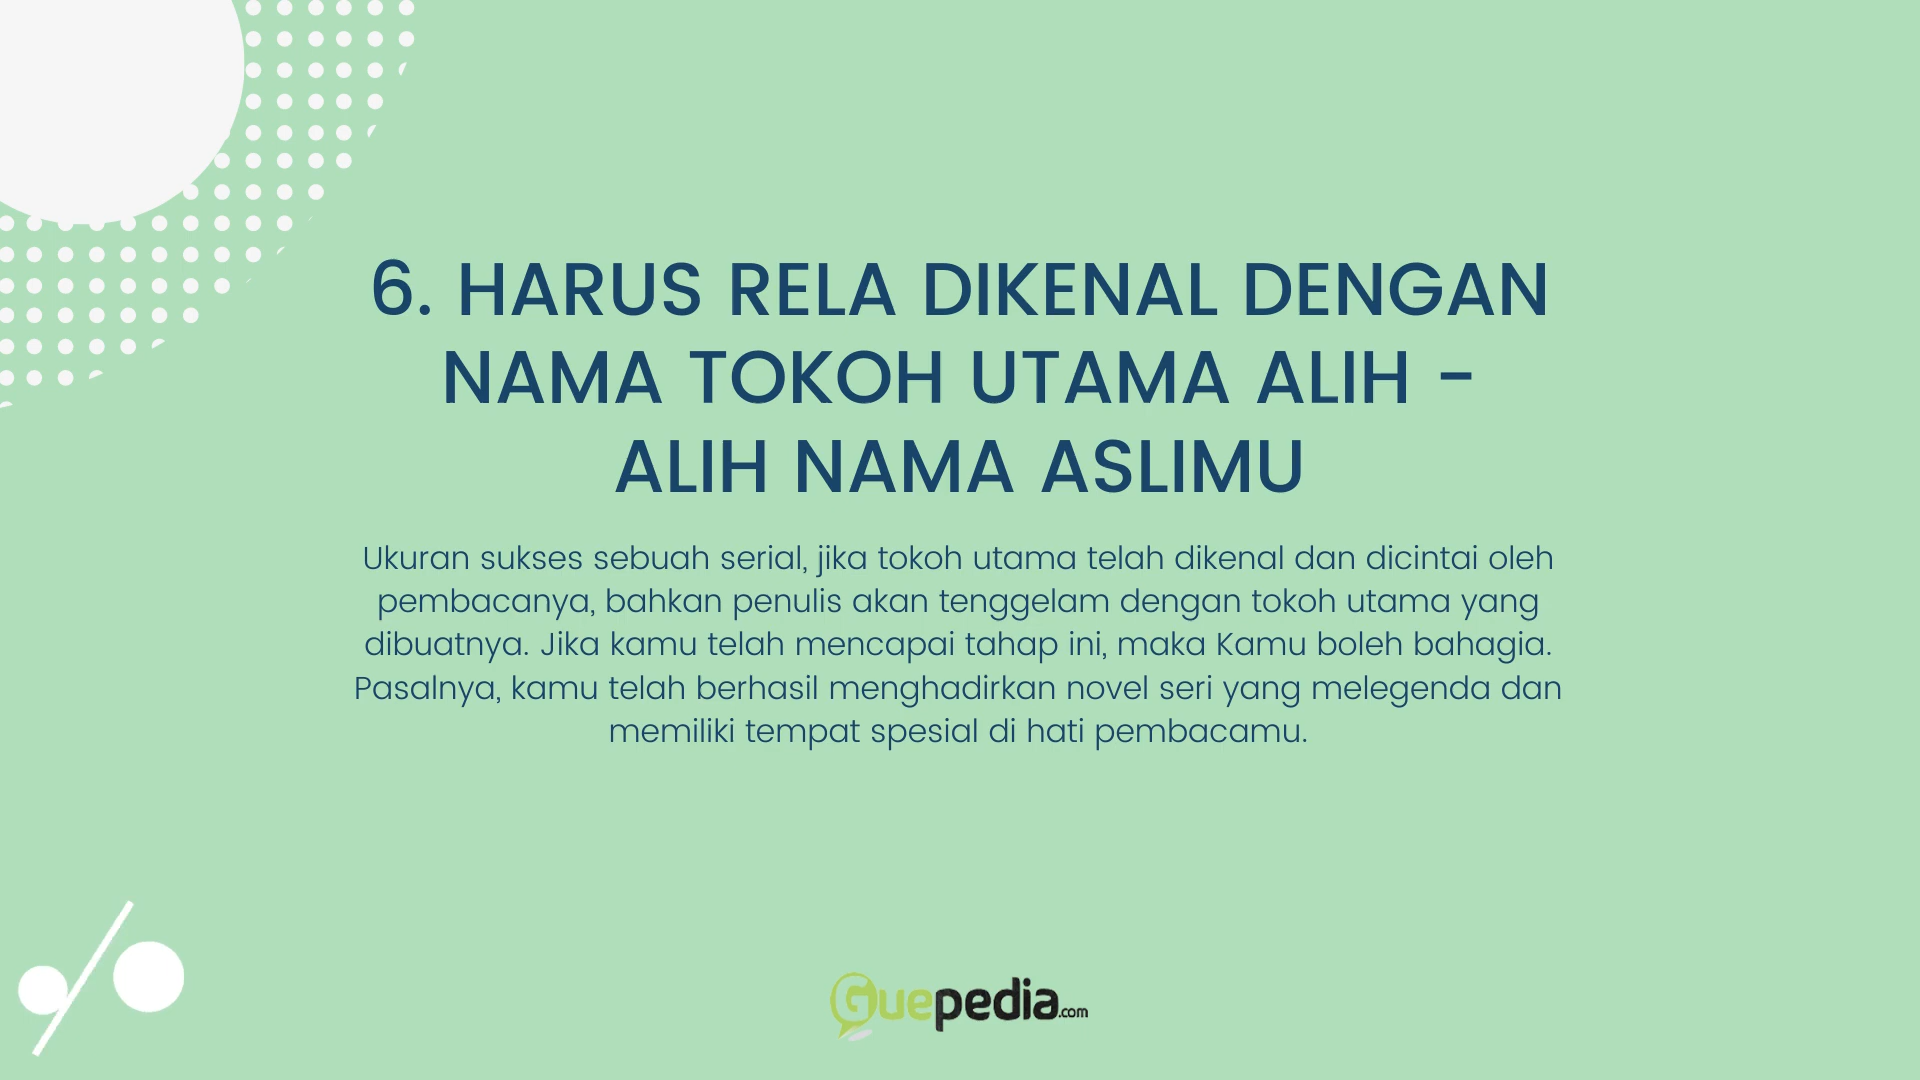 6. HARUS RELA DIKENAL DENGAN
NAMA TOKOH UTAMA ALIH -
ALIH NAMA ASLIMU
Ukuran sukses sebuah serial, jika tokoh utama telah dikenal dan dicintai oleh
pembacanya, bahkan penulis akan tenggelam dengan tokoh utama yang
dibuatnya. Jika kamu telah mencapai tahap ini, maka Kamu boleh bahagia.
Pasalnya, kamu telah berhasil menghadirkan novel seri yang melegenda dan
memiliki tempat spesial di hati pembacamu.
Guepedia.com